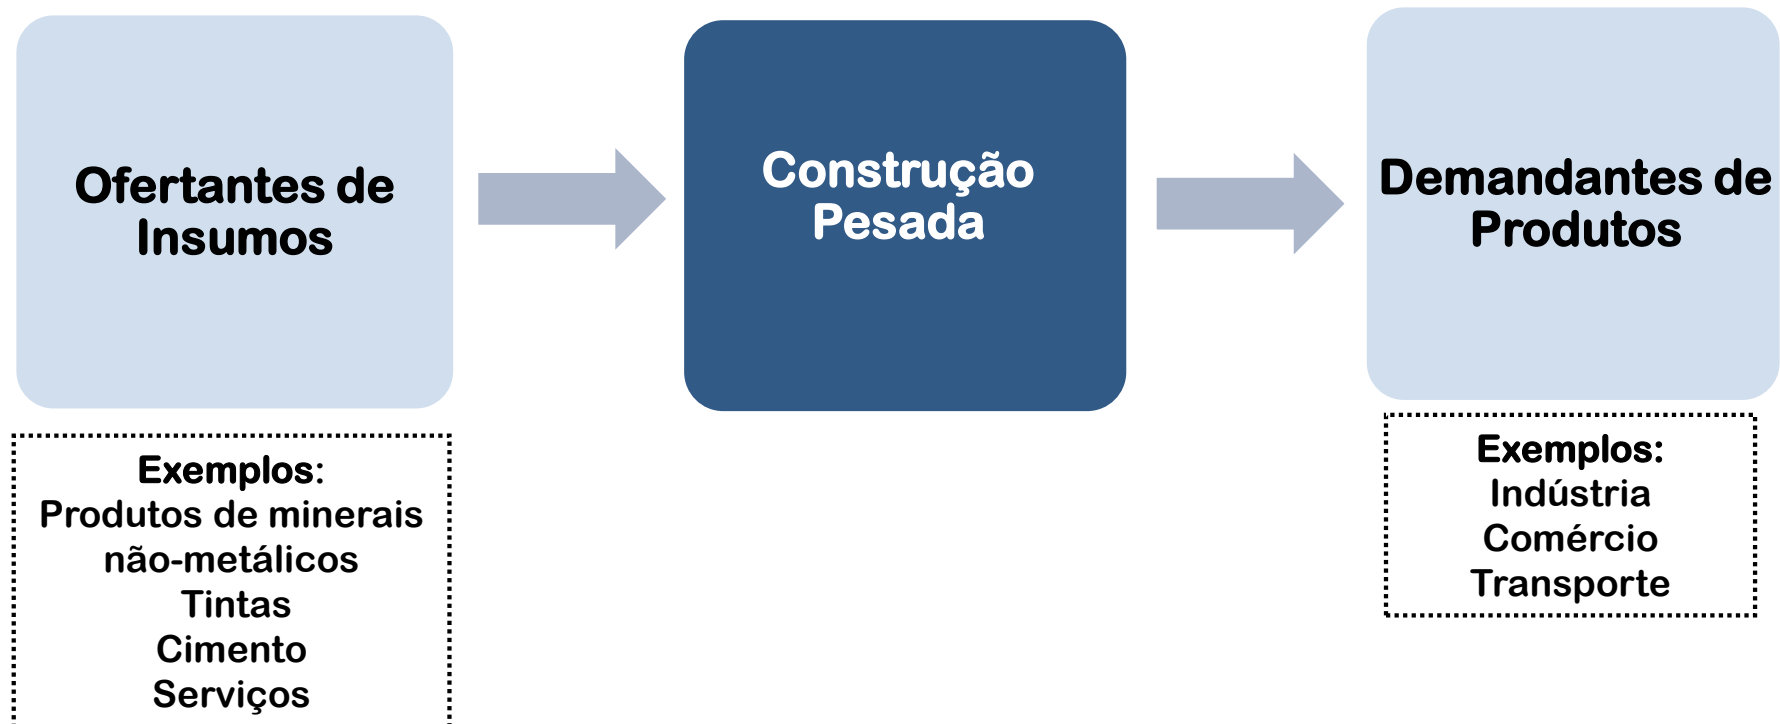 Ofertantes de
Insumos
Construção
Pesada
Demandantes de
Produtos
Exemplos:
Produtos de minerais
não-metálicos
Tintas
Cimento
Serviços
Exemplos:
Indústria
Comércio
Transporte